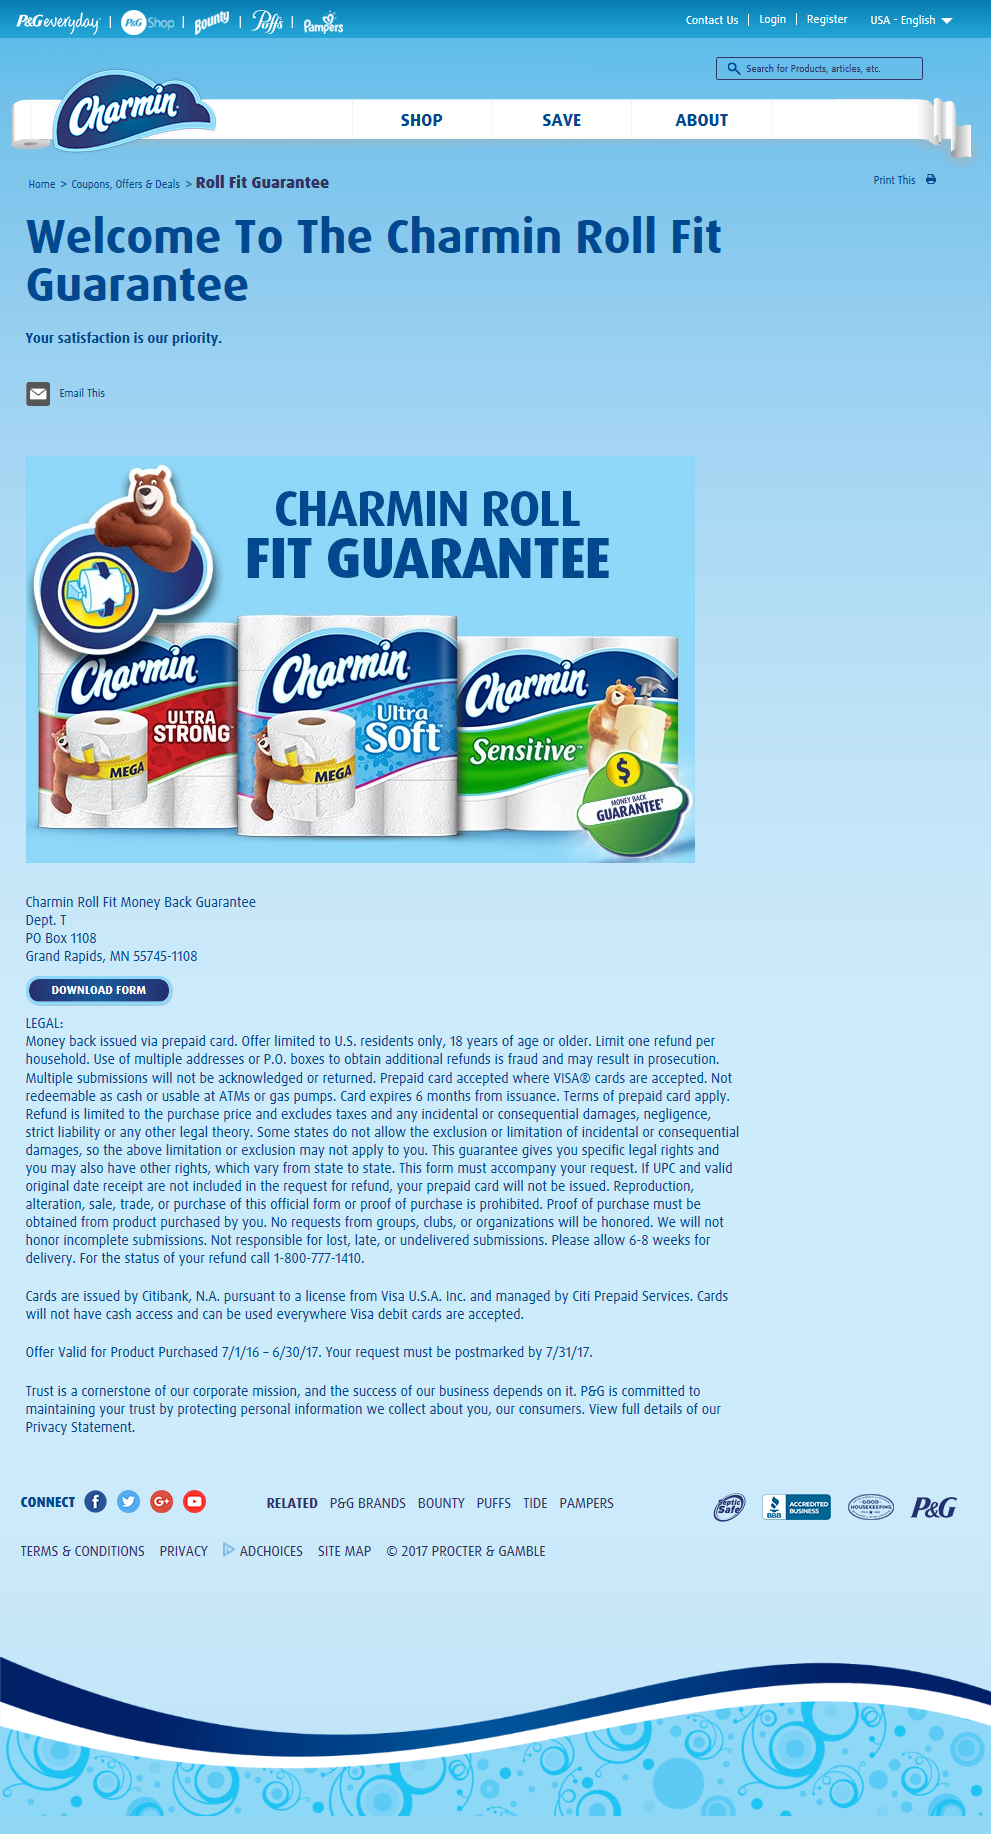 P&G everyday | P&G Shop | Bounty | Puffs | Pampers
Contact Us | Login | Register USA - English
Search for Products, articles, etc.
Charmin
SHOP SAVE ABOUT
Home > Coupons, Offers & Deals > Roll Fit Guarantee
Print This
Welcome To The Charmin Roll Fit
Guarantee
Your satisfaction is our priority.
Email This
CHARMIN ROLL
FIT GUARANTEE
Charmin
ULTRA
STRONG
MEGA
Charmin
Ultra
Soft™
MEGA
Charmin
Sensitive™
$
MONEY BACK
GUARANTEE†
Charmin Roll Fit Money Back Guarantee
Dept. T
PO Box 1108
Grand Rapids, MN 55745-1108
DOWNLOAD FORM
LEGAL:
Money back issued via prepaid card. Offer limited to U.S. residents only, 18 years of age or older. Limit one refund per
household. Use of multiple addresses or P.O. boxes to obtain additional refunds is fraud and may result in prosecution.
Multiple submissions will not be acknowledged or returned. Prepaid card accepted where VISA® cards are accepted. Not
redeemable as cash or usable at ATMs or gas pumps. Card expires 6 months from issuance. Terms of prepaid card apply.
Refund is limited to the purchase price and excludes taxes and any incidental or consequential damages, negligence,
strict liability or any other legal theory. Some states do not allow the exclusion or limitation of incidental or consequential
damages, so the above limitation or exclusion may not apply to you. This guarantee gives you specific legal rights and
you may also have other rights, which vary from state to state. This form must accompany your request. If UPC and valid
original date receipt are not included in the request for refund, your prepaid card will not be issued. Reproduction,
alteration, sale, trade, or purchase of this official form or proof of purchase is prohibited. Proof of purchase must be
obtained from product purchased by you. No requests from groups, clubs, or organizations will be honored. We will not
honor incomplete submissions. Not responsible for lost, late, or undelivered submissions. Please allow 6-8 weeks for
delivery. For the status of your refund call 1-800-777-1410.
Cards are issued by Citibank, N.A. pursuant to a license from Visa U.S.A. Inc. and managed by Citi Prepaid Services. Cards
will not have cash access and can be used everywhere Visa debit cards are accepted.
Offer Valid for Product Purchased 7/1/16 – 6/30/17. Your request must be postmarked by 7/31/17.
Trust is a cornerstone of our corporate mission, and the success of our business depends on it. P&G is committed to
maintaining your trust by protecting personal information we collect about you, our consumers. View full details of our
Privacy Statement.
CONNECT f G+ RELATED P&G BRANDS BOUNTY PUFFS TIDE PAMPERS
Septic Safe
BBB ACCREDITED BUSINESS
GOOD HOUSEKEEPING
P&G
TERMS & CONDITIONS PRIVACY ADCHOICES SITE MAP © 2017 PROCTER & GAMBLE